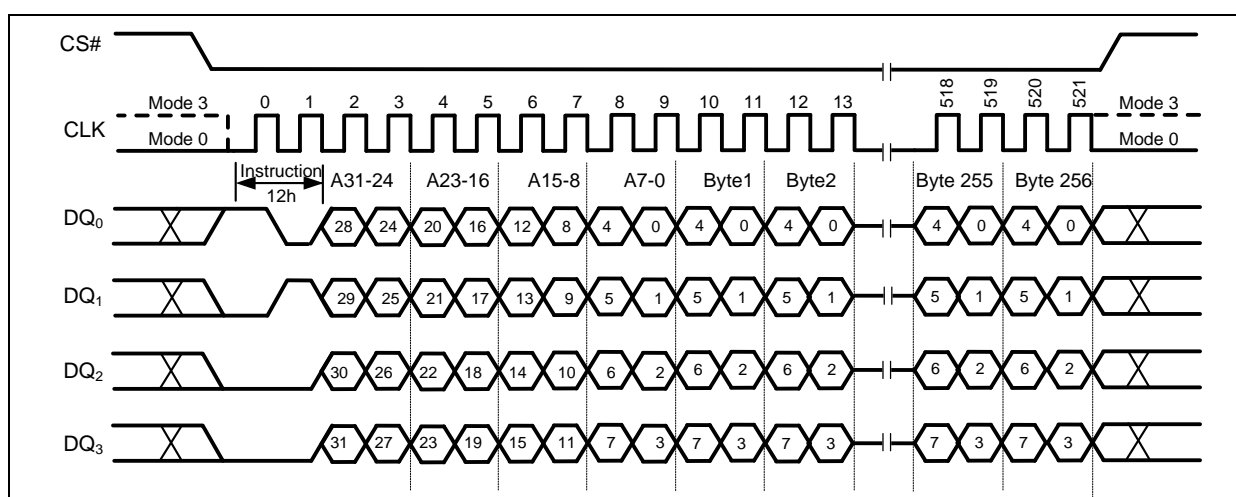 CS#
Mode 3 0 1 2 3 4 5 6 7 8 9 10 11 12 13 518 519 520 521 Mode 3
CLK
Mode 0 Mode 0
Instruction A31-24 A23-16 A15-8 A7-0 Byte1 Byte2 Byte 255 Byte 256
12h
DQ0 28 24 20 16 12 8 4 0 4 0 4 0 4 0 4 0
DQ1 29 25 21 17 13 9 5 1 5 1 5 1 5 1 5 1
DQ2 30 26 22 18 14 10 6 2 6 2 6 2 6 2 6 2
DQ3 31 27 23 19 15 11 7 3 7 3 7 3 7 3 7 3